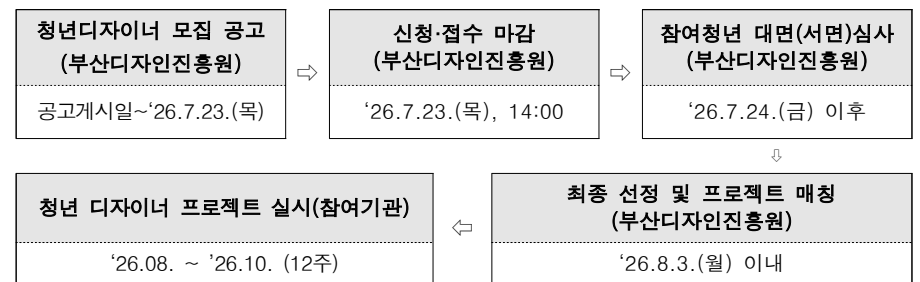 청년디자이너 모집 공고
(부산디자인진흥원)
공고게시일~‘26.7.23.(목)
⇨
신청·접수 마감
(부산디자인진흥원)
‘26.7.23.(목), 14:00
⇨
참여청년 대면(서면)심사
(부산디자인진흥원)
‘26.7.24.(금) 이후
⇩
최종 선정 및 프로젝트 매칭
(부산디자인진흥원)
‘26.8.3.(월) 이내
⇦
청년 디자이너 프로젝트 실시(참여기관)
‘26.08. ~ ’26.10. (12주)